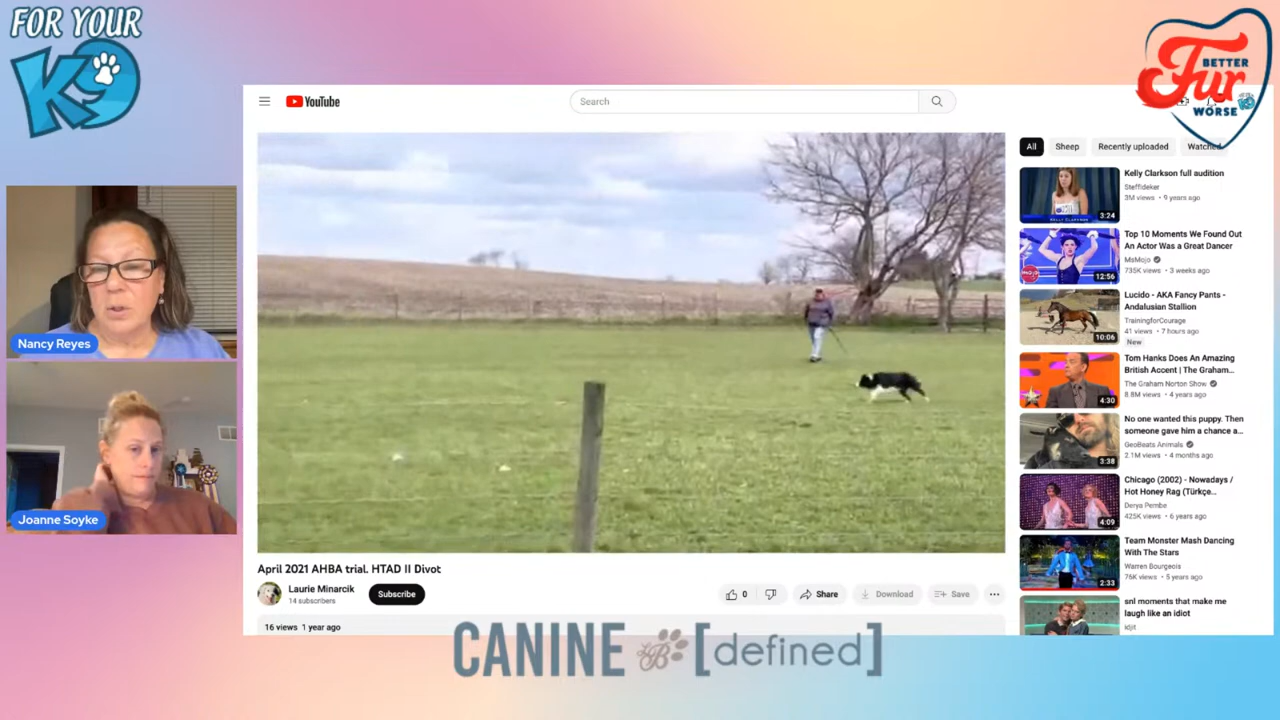 FOR YOUR
K9
Fur
BETTER
WORSE
YouTube
Search
All
Sheep
Recently uploaded
Watched
Kelly Clarkson full audition
Steffideker
3M views • 9 years ago
3:24
Top 10 Moments We Found Out
An Actor Was a Great Dancer
MsMojo
735K views • 3 weeks ago
12:56
Lucido - AKA Fancy Pants -
Andalusian Stallion
TrainingforCourage
41 views • 7 hours ago
New
10:06
Tom Hanks Does An Amazing
British Accent | The Graham...
The Graham Norton Show
8.8M views • 4 years ago
4:30
No one wanted this puppy. Then
someone gave him a chance a...
GeoBeats Animals
2.1M views • 4 months ago
3:38
Chicago (2002) - Nowadays /
Hot Honey Rag (Türkçe...
Derya Pembe
425K views • 6 years ago
4:09
Team Monster Mash Dancing
With The Stars
Warren Bourgeois
76K views • 5 years ago
2:33
snl moments that make me
laugh like an idiot
Nancy Reyes
Joanne Soyke
April 2021 AHBA trial. HTAD II Divot
Laurie Minarcik
14 subscribers
Subscribe
0
Share
Download
Save
16 views 1 year ago
CANINE B [defined]